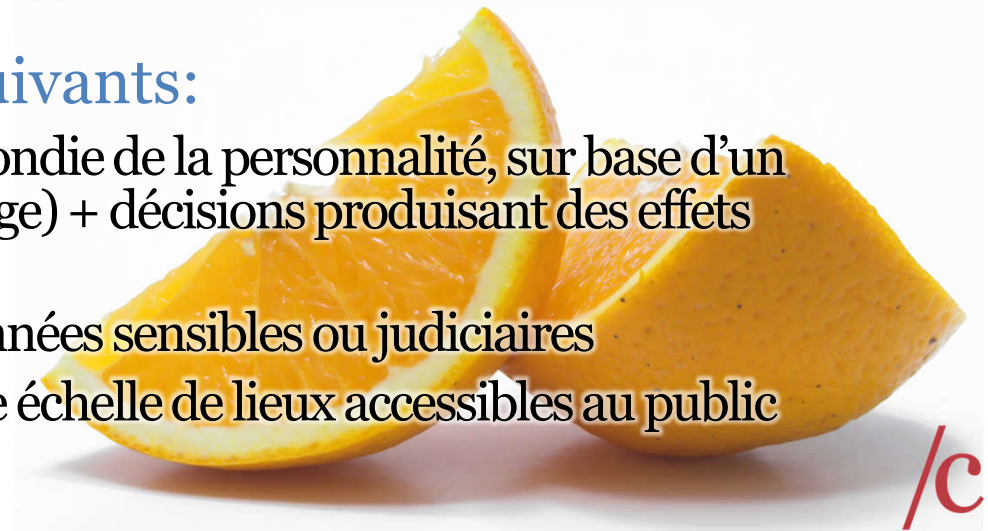 uivants:
ondie de la personnalité, sur base d’un
ge) + décisions produisant des effets
nnées sensibles ou judiciaires
e échelle de lieux accessibles au public
/c